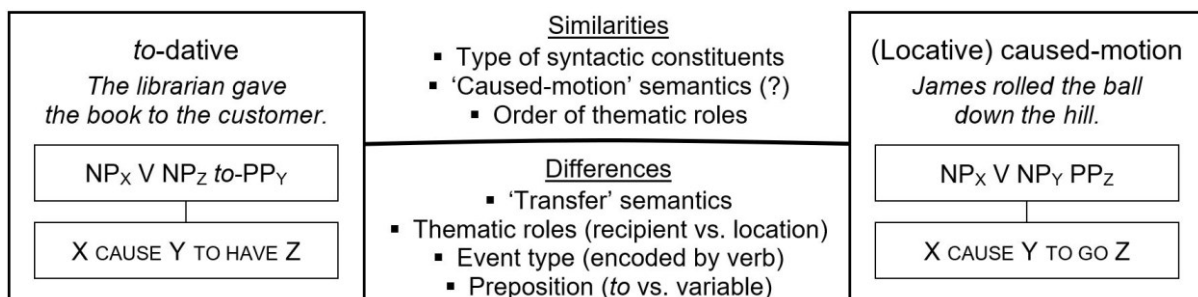 to-dative
The librarian gave
the book to the customer.
NPX V NPZ to-PPY
X CAUSE Y TO HAVE Z
Similarities
▪ Type of syntactic constituents
▪ ‘Caused-motion’ semantics (?)
▪ Order of thematic roles
Differences
▪ ‘Transfer’ semantics
▪ Thematic roles (recipient vs. location)
▪ Event type (encoded by verb)
▪ Preposition (to vs. variable)
(Locative) caused-motion
James rolled the ball
down the hill.
NPX V NPY PPZ
X CAUSE Y TO GO Z